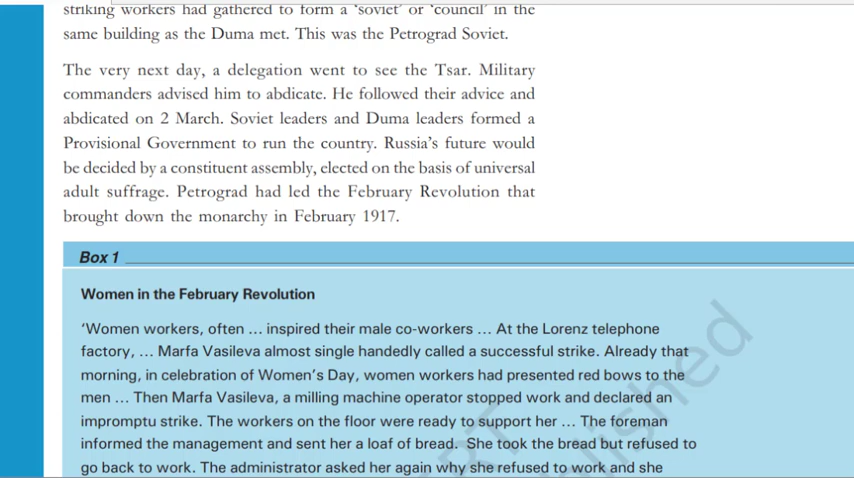 striking workers had gathered to form a ‘soviet’ or ‘council’ in the
same building as the Duma met. This was the Petrograd Soviet.
The very next day, a delegation went to see the Tsar. Military
commanders advised him to abdicate. He followed their advice and
abdicated on 2 March. Soviet leaders and Duma leaders formed a
Provisional Government to run the country. Russia’s future would
be decided by a constituent assembly, elected on the basis of universal
adult suffrage. Petrograd had led the February Revolution that
brought down the monarchy in February 1917.
Box 1
Women in the February Revolution
‘Women workers, often … inspired their male co-workers … At the Lorenz telephone
factory, … Marfa Vasileva almost single handedly called a successful strike. Already that
morning, in celebration of Women’s Day, women workers had presented red bows to the
men … Then Marfa Vasileva, a milling machine operator stopped work and declared an
impromptu strike. The workers on the floor were ready to support her … The foreman
informed the management and sent her a loaf of bread. She took the bread but refused to
go back to work. The administrator asked her again why she refused to work and she